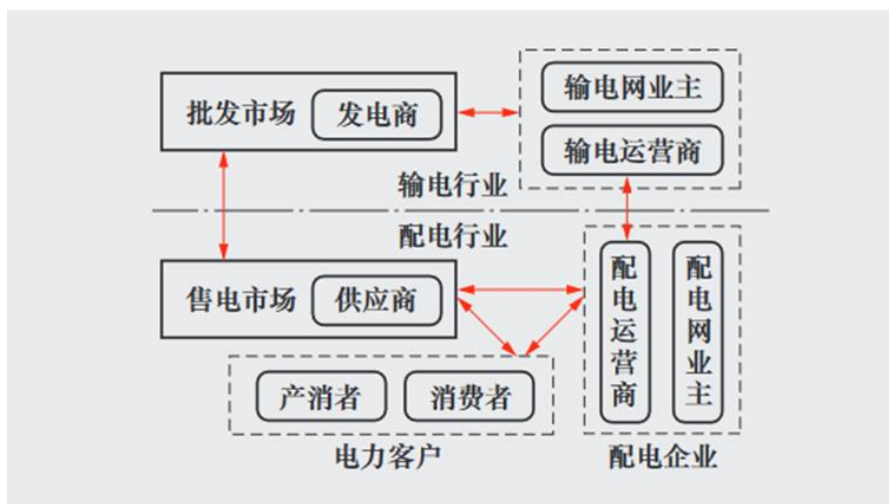 批发市场
发电商
输电网业主
输电运营商
输电行业
配电行业
售电市场
供应商
配电运营商
配电网业主
产消者
消费者
电力客户
配电企业